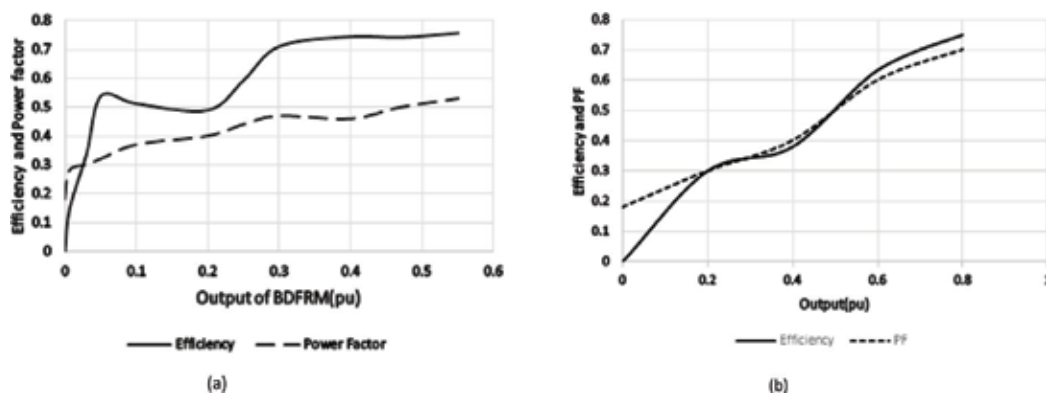 Efficiency and Power factor
0.8
0.7
0.6
0.5
0.4
0.3
0.2
0.1
0
0 0.1 0.2 0.3 0.4 0.5 0.6
Output of BDFRM(pu)
Efficiency Power Factor
(a)
Efficiency and PF
0.8
0.7
0.6
0.5
0.4
0.3
0.2
0.1
0
0 0.2 0.4 0.6 0.8 1
Output(pu)
Efficiency PF
(b)